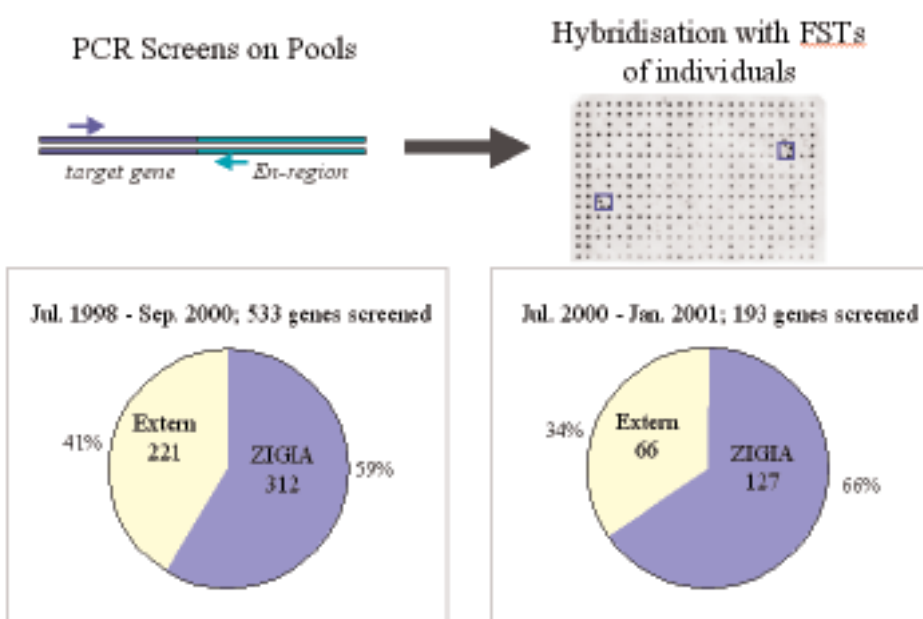 PCR Screens on Pools
Hybridisation with FSTs
of individuals
target gene
En-region
Jul. 1998 - Sep. 2000; 533 genes screened
Extern
221
41%
ZIGIA
312
59%
Jul. 2000 - Jan. 2001; 193 genes screened
Extern
66
34%
ZIGIA
127
66%